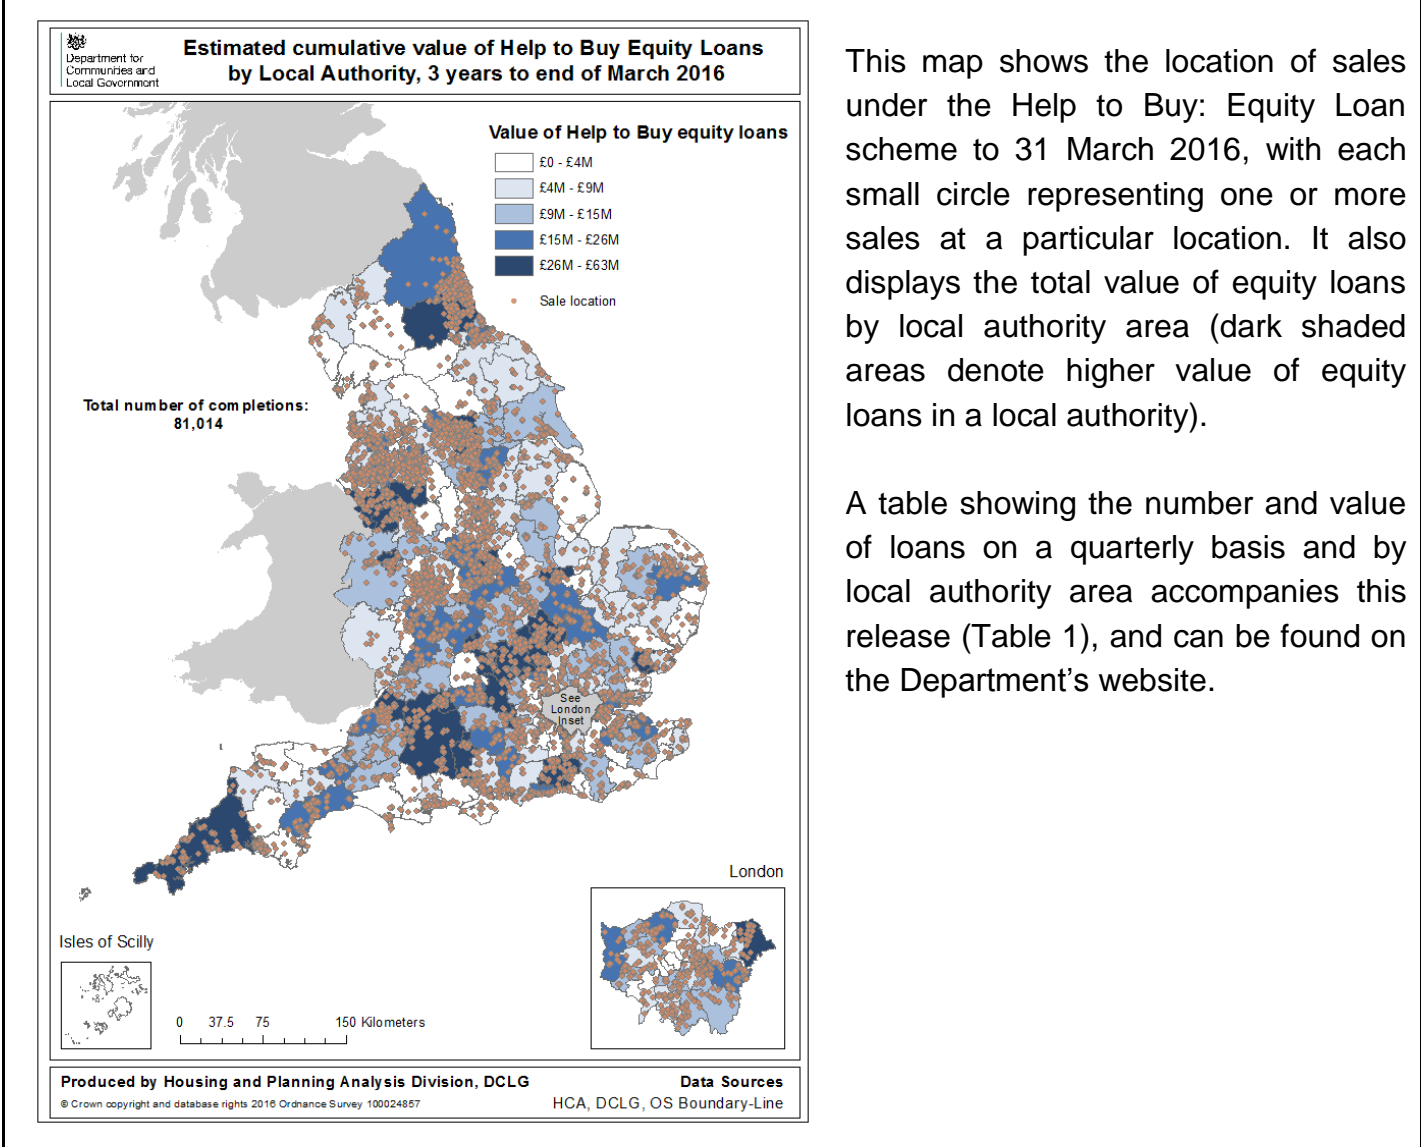 Department for
Communities and
Local Government
Estimated cumulative value of Help to Buy Equity Loans
by Local Authority, 3 years to end of March 2016
Value of Help to Buy equity loans
£0 - £4M
£4M - £9M
£9M - £15M
£15M - £26M
£26M - £63M
Sale location
Total number of completions:
81,014
See
London
Inset
London
Isles of Scilly
0 37.5 75 150 Kilometers
Produced by Housing and Planning Analysis Division, DCLG
© Crown copyright and database rights 2016 Ordnance Survey 100024857
Data Sources
HCA, DCLG, OS Boundary-Line
This map shows the location of sales
under the Help to Buy: Equity Loan
scheme to 31 March 2016, with each
small circle representing one or more
sales at a particular location. It also
displays the total value of equity loans
by local authority area (dark shaded
areas denote higher value of equity
loans in a local authority).
A table showing the number and value
of loans on a quarterly basis and by
local authority area accompanies this
release (Table 1), and can be found on
the Department’s website.